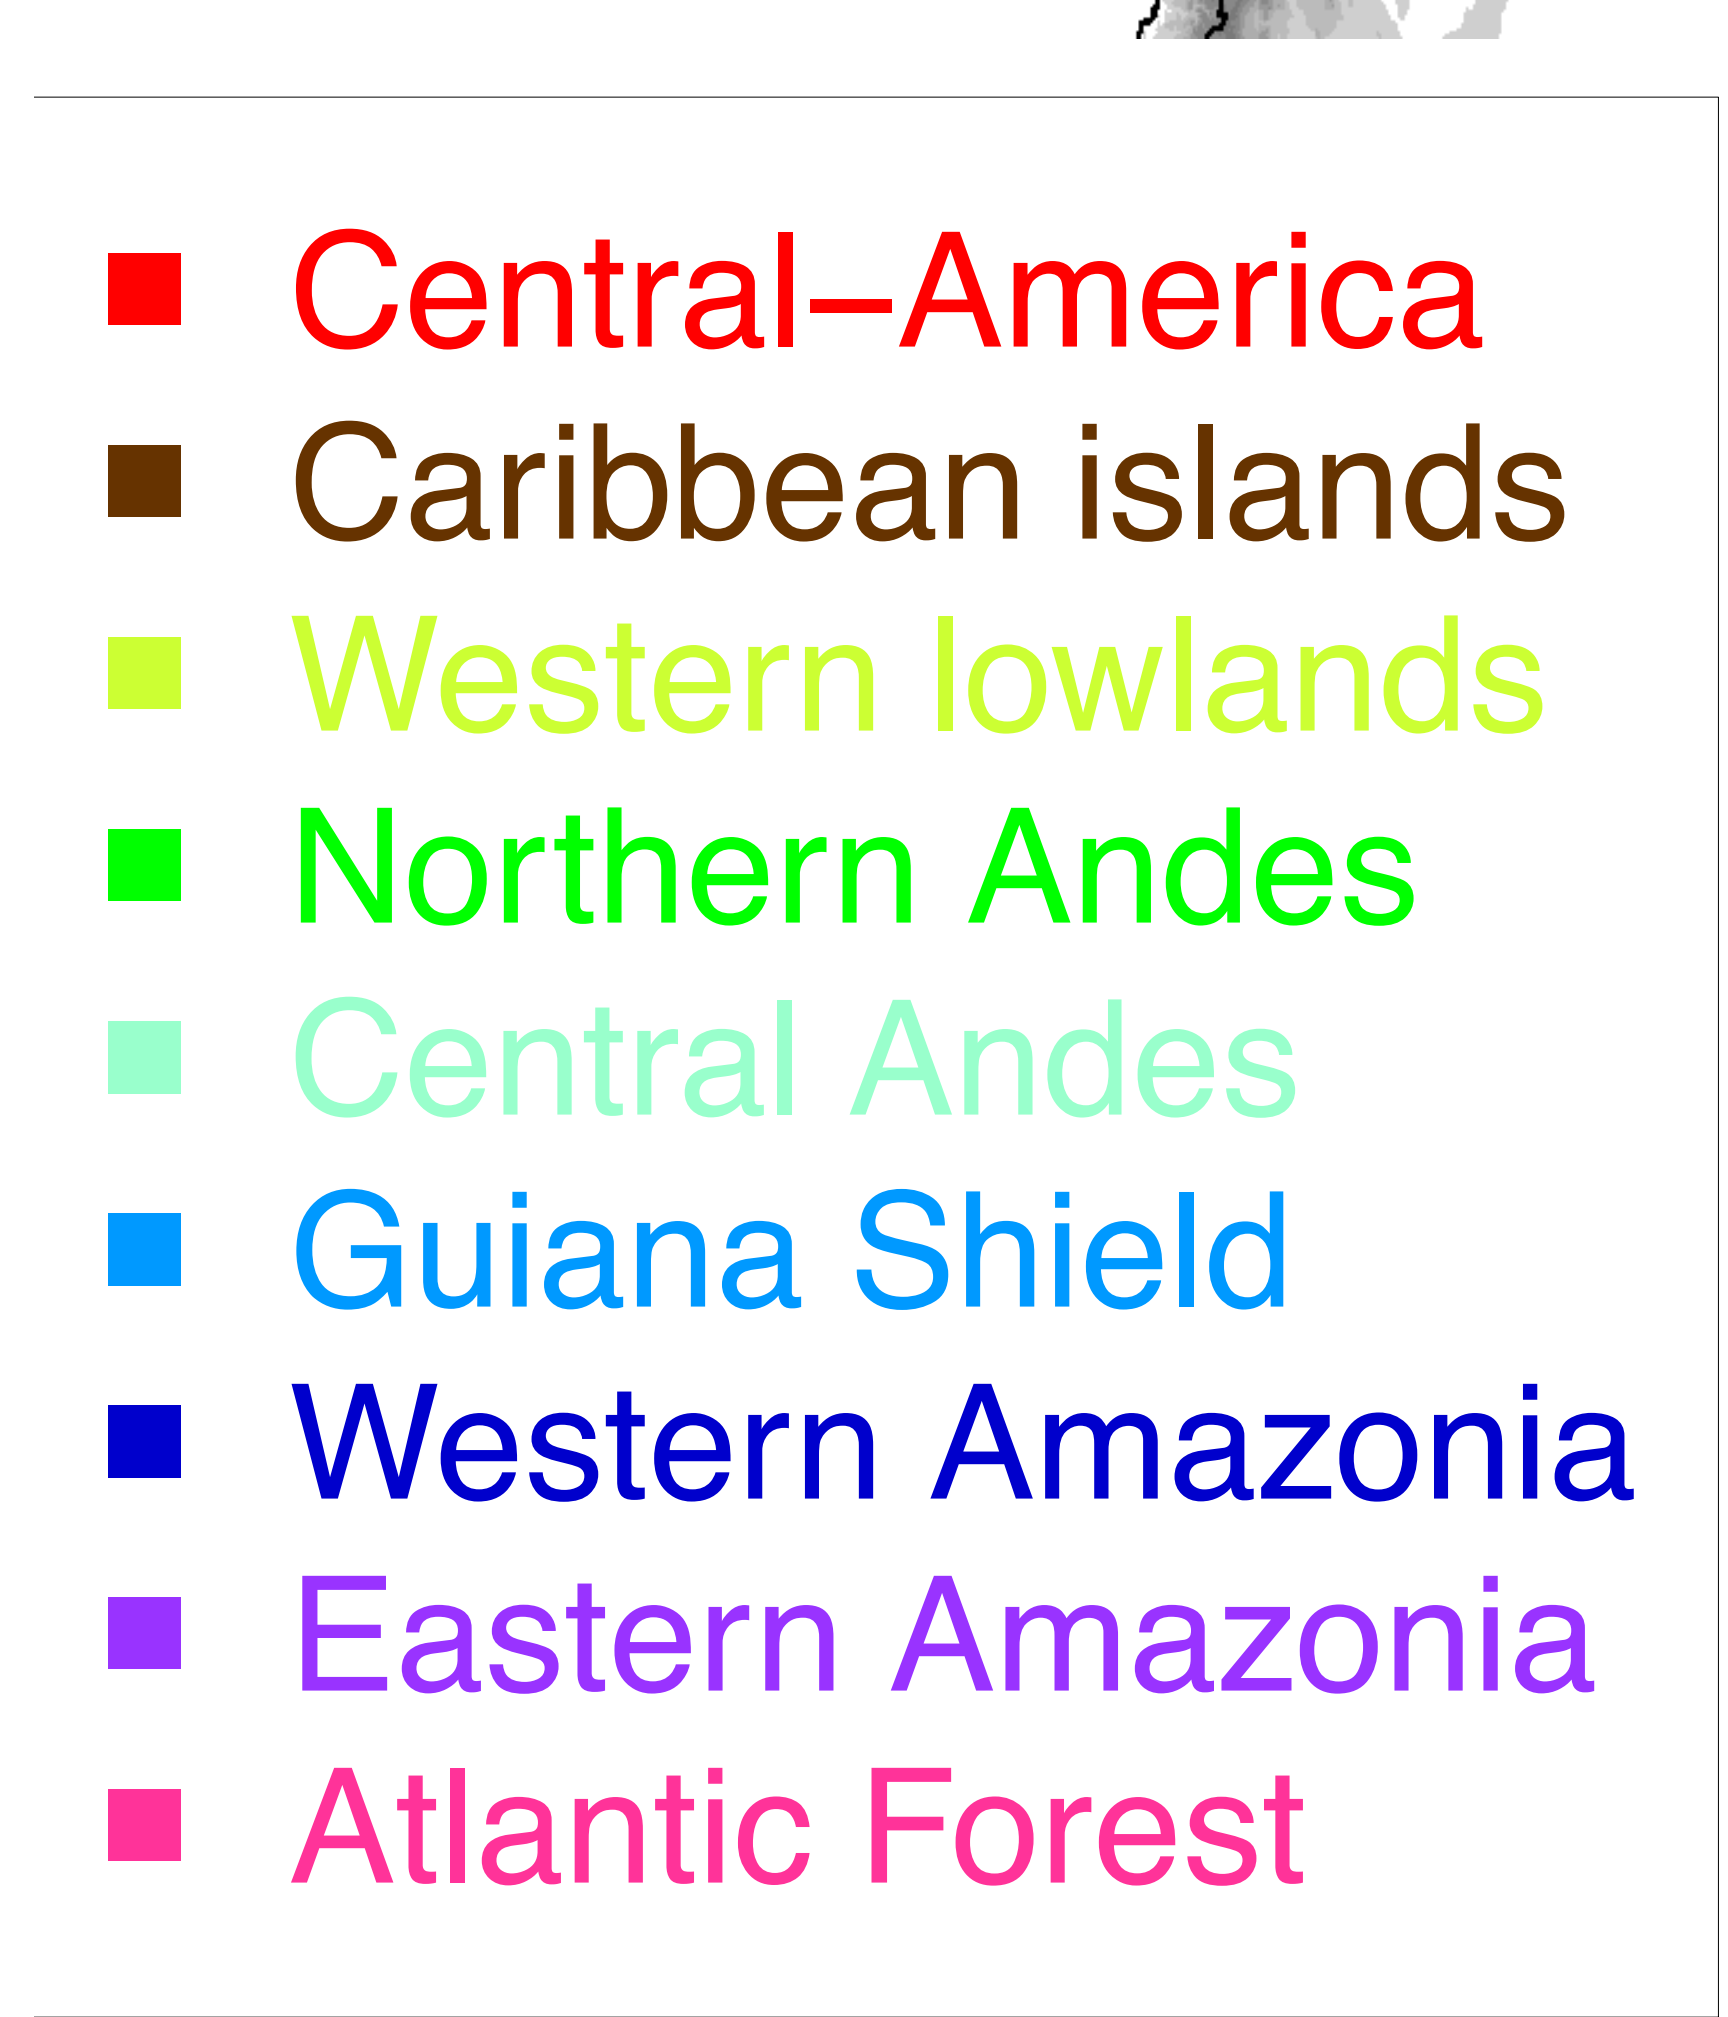 Central–America
Caribbean islands
Western lowlands
Northern Andes
Central Andes
Guiana Shield
Western Amazonia
Eastern Amazonia
Atlantic Forest